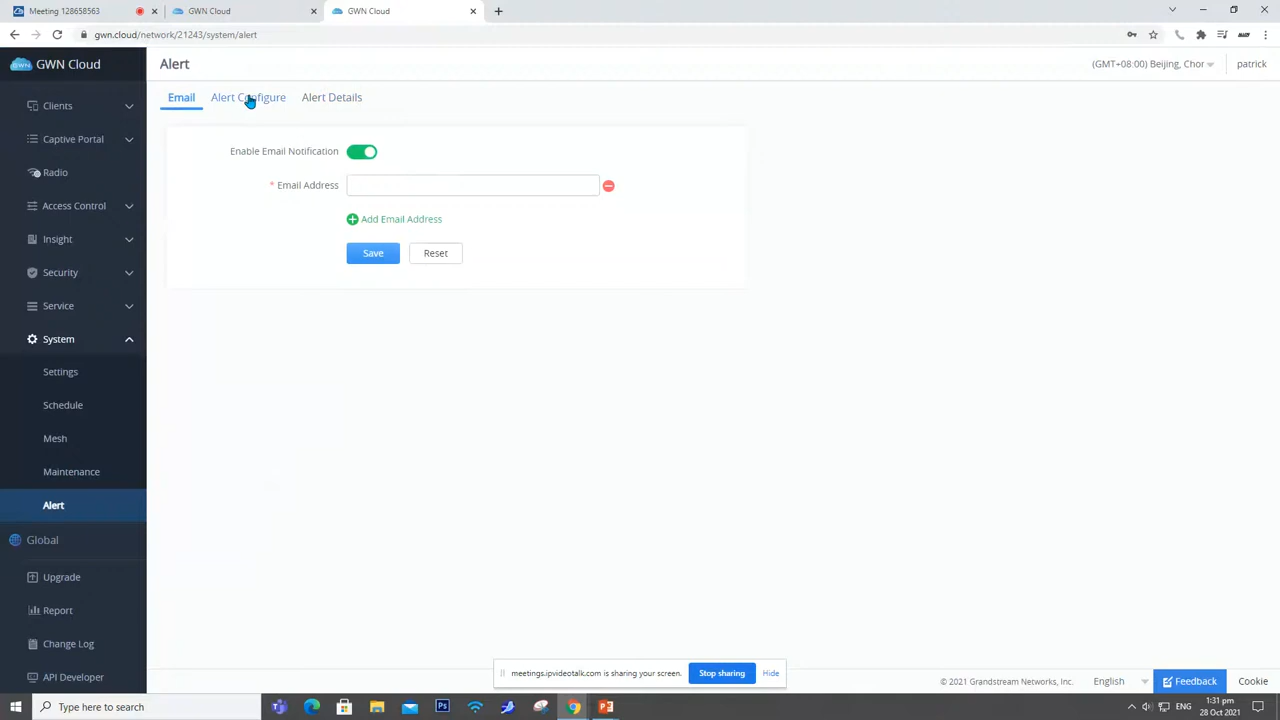 Meeting 128658563
GWN Cloud
GWN Cloud
gwn.cloud/network/21243/system/alert
GWN Cloud
Alert
(GMT+08:00) Beijing, Chor
patrick
Email
Alert Configure
Alert Details
Clients
Captive Portal
Radio
Access Control
Insight
Security
Service
System
Settings
Schedule
Mesh
Maintenance
Alert
Global
Upgrade
Report
Change Log
API Developer
Enable Email Notification
* Email Address
Add Email Address
Save
Reset
meetings.ipvideotalk.com is sharing your screen.
Stop sharing
Hide
© 2021 Grandstream Networks, Inc.
English
Feedback
Cookie
Type here to search
ENG
1:31 pm
28 Oct 2021